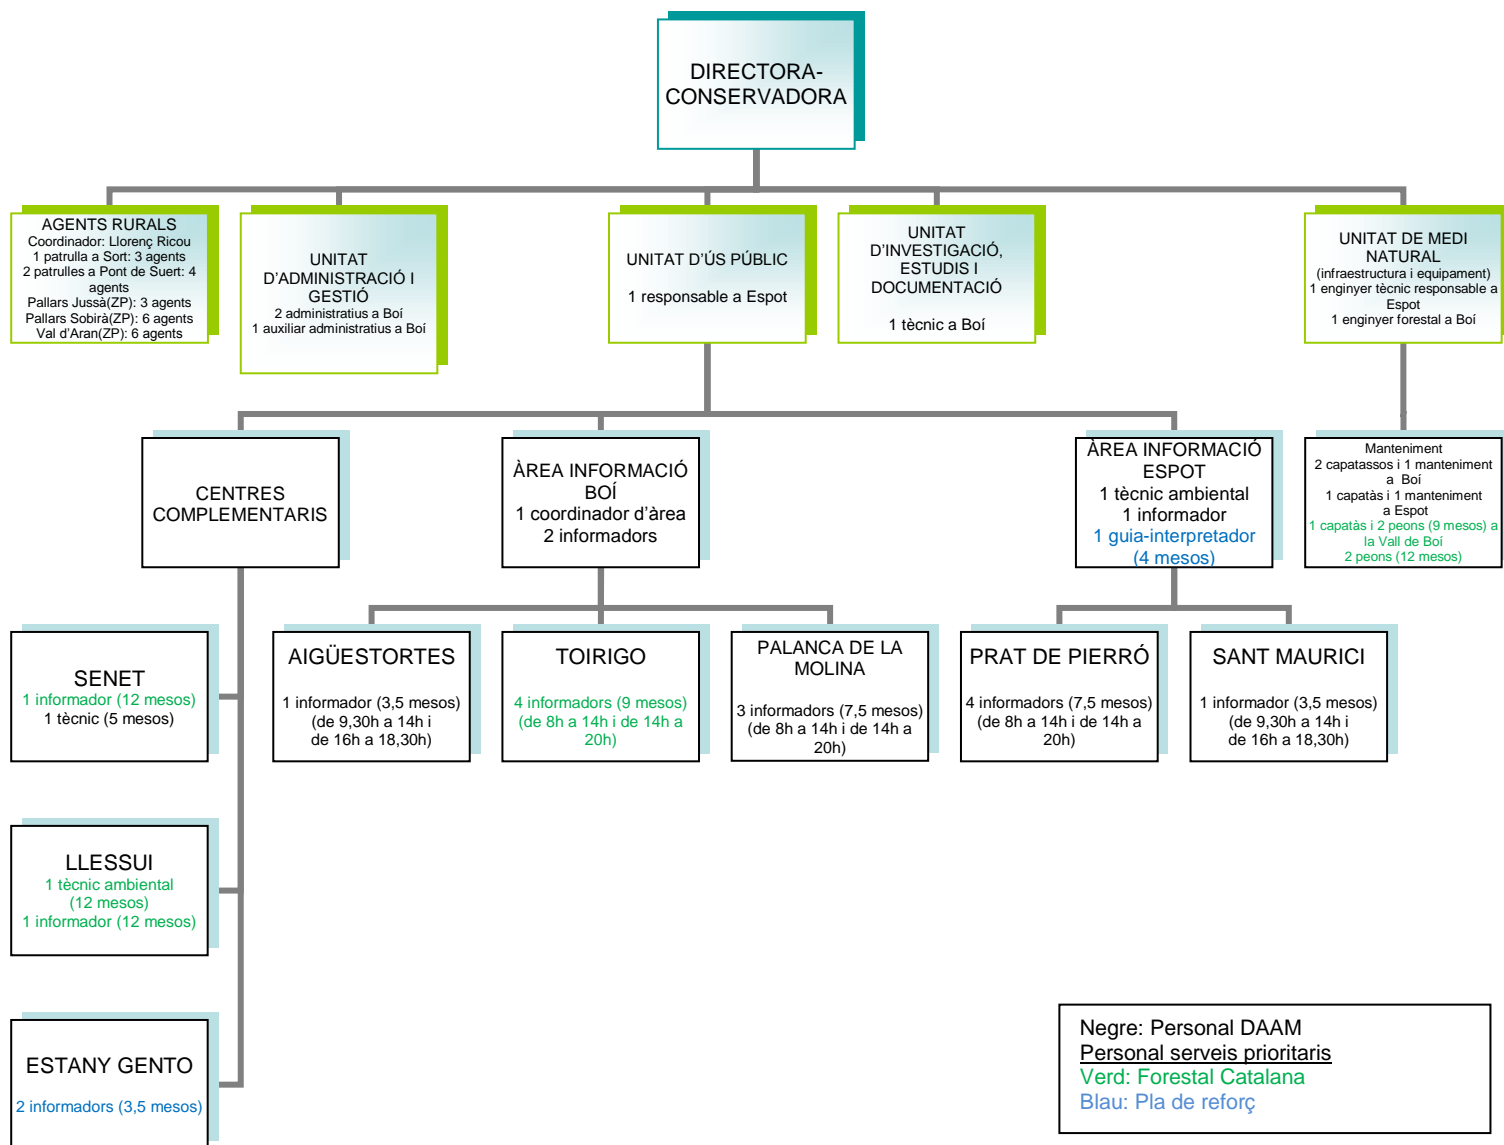 DIRECTORA-
CONSERVADORA
AGENTS RURALS
Coordinador: Llorenç Ricou
1 patrulla a Sort: 3 agents
2 patrulles a Pont de Suert: 4
agents
Pallars Jussà(ZP): 3 agents
Pallars Sobirà(ZP): 6 agents
Val d'Aran(ZP): 6 agents
UNITAT
D'ADMINISTRACIÓ I
GESTIÓ
2 administratius a Boí
1 auxiliar administratius a Boí
UNITAT D'ÚS PÚBLIC
1 responsable a Espot
UNITAT
D'INVESTIGACIÓ,
ESTUDIS I
DOCUMENTACIÓ
1 tècnic a Boí
UNITAT DE MEDI
NATURAL
(infraestructura i equipament)
1 enginyer tècnic responsable a
Espot
1 enginyer forestal a Boí
CENTRES
COMPLEMENTARIS
ÀREA INFORMACIÓ
BOÍ
1 coordinador d'àrea
2 informadors
ÀREA INFORMACIÓ
ESPOT
1 tècnic ambiental
1 informador
1 guia-interpretador
(4 mesos)
Manteniment
2 capatassos i 1 manteniment
a Boí
1 capatàs i 1 manteniment
a Espot
1 capatàs i 2 peons (9 mesos) a
la Vall de Boí
2 peons (12 mesos)
SENET
1 informador (12 mesos)
1 tècnic (5 mesos)
AIGÜESTORTES
1 informador (3,5 mesos)
(de 9,30h a 14h i
de 16h a 18,30h)
TOIRIGO
4 informadors (9 mesos)
(de 8h a 14h i de 14h a
20h)
PALANCA DE LA
MOLINA
3 informadors (7,5 mesos)
(de 8h a 14h i de 14h a
20h)
PRAT DE PIERRÓ
4 informadors (7,5 mesos)
(de 8h a 14h i de 14h a
20h)
SANT MAURICI
1 informador (3,5 mesos)
(de 9,30h a 14h i
de 16h a 18,30h)
LLESSUI
1 tècnic ambiental
(12 mesos)
1 informador (12 mesos)
ESTANY GENTO
2 informadors (3,5 mesos)
Negre: Personal DAAM
Personal serveis prioritaris
Verd: Forestal Catalana
Blau: Pla de reforç